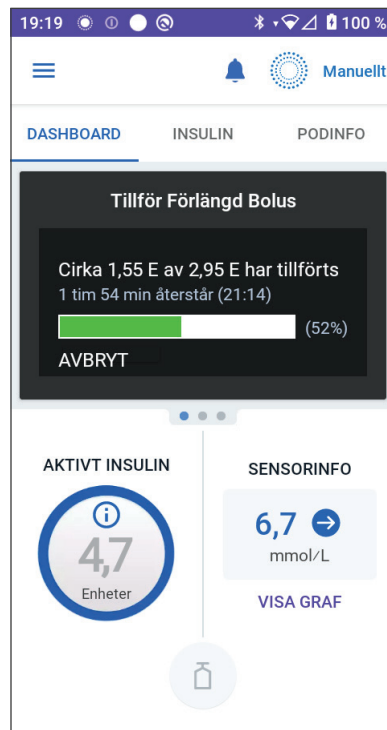 19:19 100 %
Manuellt
DASHBOARD INSULIN PODINFO
Tillför Förlängd Bolus
Cirka 1,55 E av 2,95 E har tillförts
1 tim 54 min återstår (21:14)
(52%)
AVBRYT
AKTIVT INSULIN
4,7
Enheter
SENSORINFO
6,7
mmol/L
VISA GRAF